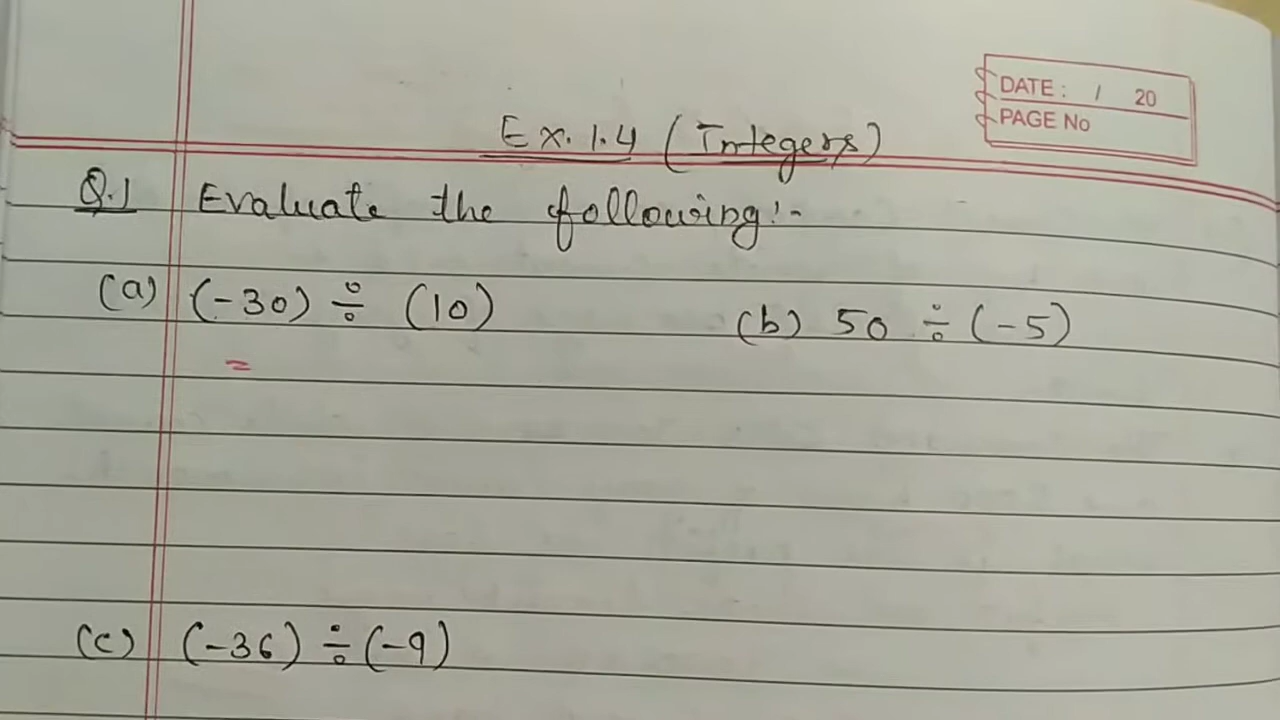 DATE : / 20
PAGE No
Ex. 1.4 (Integers)
Q.1 Evaluate the following:-
(a) (-30) ÷ (10) (b) 50 ÷ (-5)
=
(c) (-36) ÷ (-9)